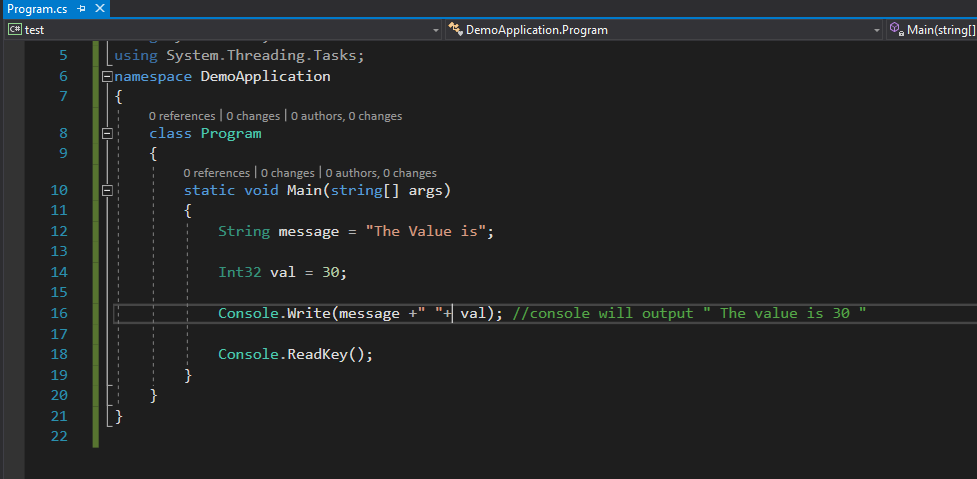 Program.cs
C# test DemoApplication.Program Main(string[]
5 using System.Threading.Tasks;
6 namespace DemoApplication
7 {
0 references | 0 changes | 0 authors, 0 changes
8 class Program
9 {
0 references | 0 changes | 0 authors, 0 changes
10 static void Main(string[] args)
11 {
12 String message = "The Value is";
13
14 Int32 val = 30;
15
16 Console.Write(message +" "+ val); //console will output " The value is 30 "
17
18 Console.ReadKey();
19 }
20 }
21 }
22